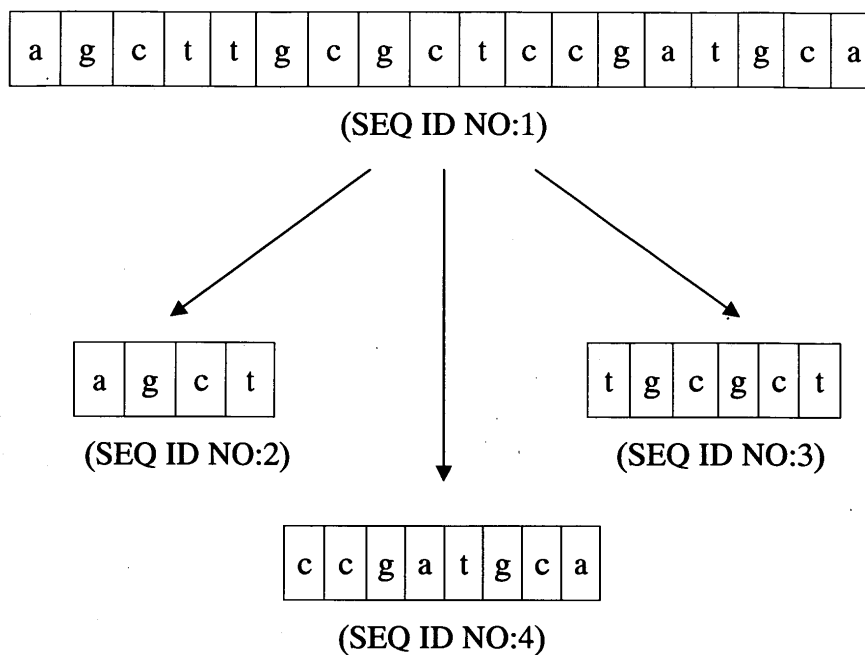 a g c t t g c g c t c c g a t g c a
(SEQ ID NO:1)
a g c t
(SEQ ID NO:2)
t g c g c t
(SEQ ID NO:3)
c c g a t g c a
(SEQ ID NO:4)